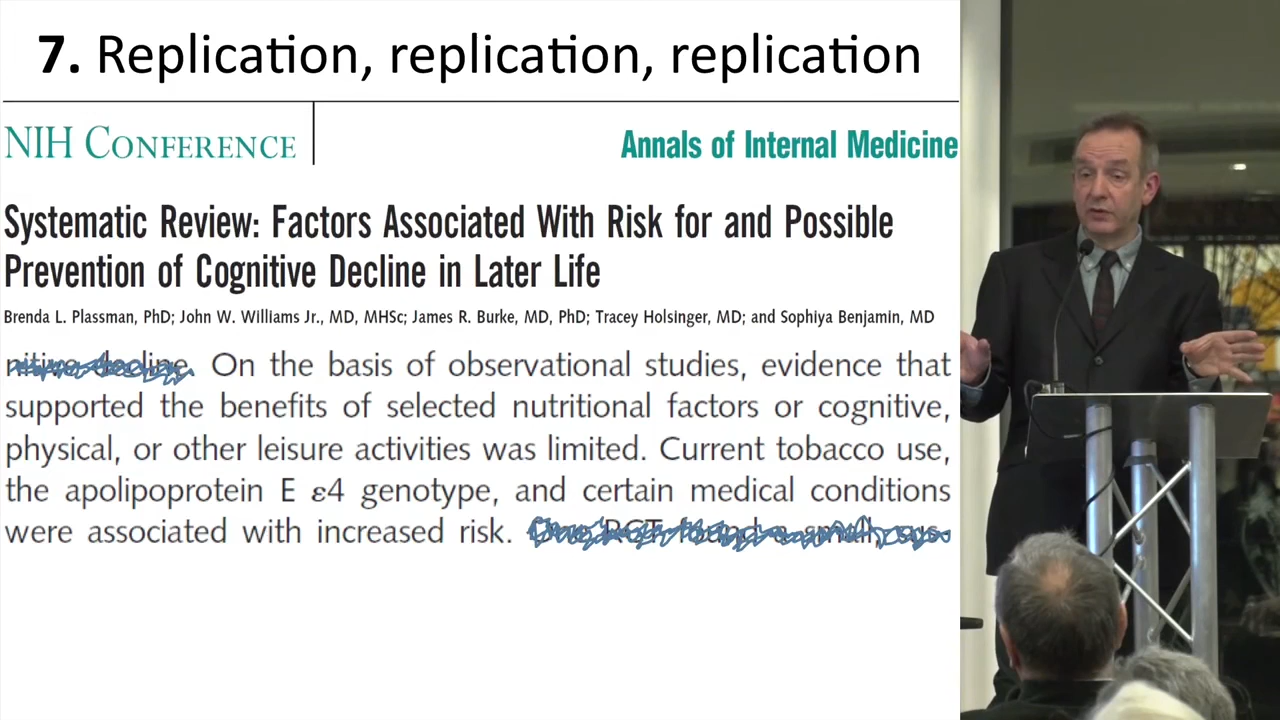 7. Replication, replication, replication
NIH CONFERENCE
Annals of Internal Medicine
Systematic Review: Factors Associated With Risk for and Possible
Prevention of Cognitive Decline in Later Life
Brenda L. Plassman, PhD; John W. Williams Jr., MD, MHSc; James R. Burke, MD, PhD; Tracey Holsinger, MD; and Sophiya Benjamin, MD
On the basis of observational studies, evidence that
supported the benefits of selected nutritional factors or cognitive,
physical, or other leisure activities was limited. Current tobacco use,
the apolipoprotein E ε4 genotype, and certain medical conditions
were associated with increased risk.